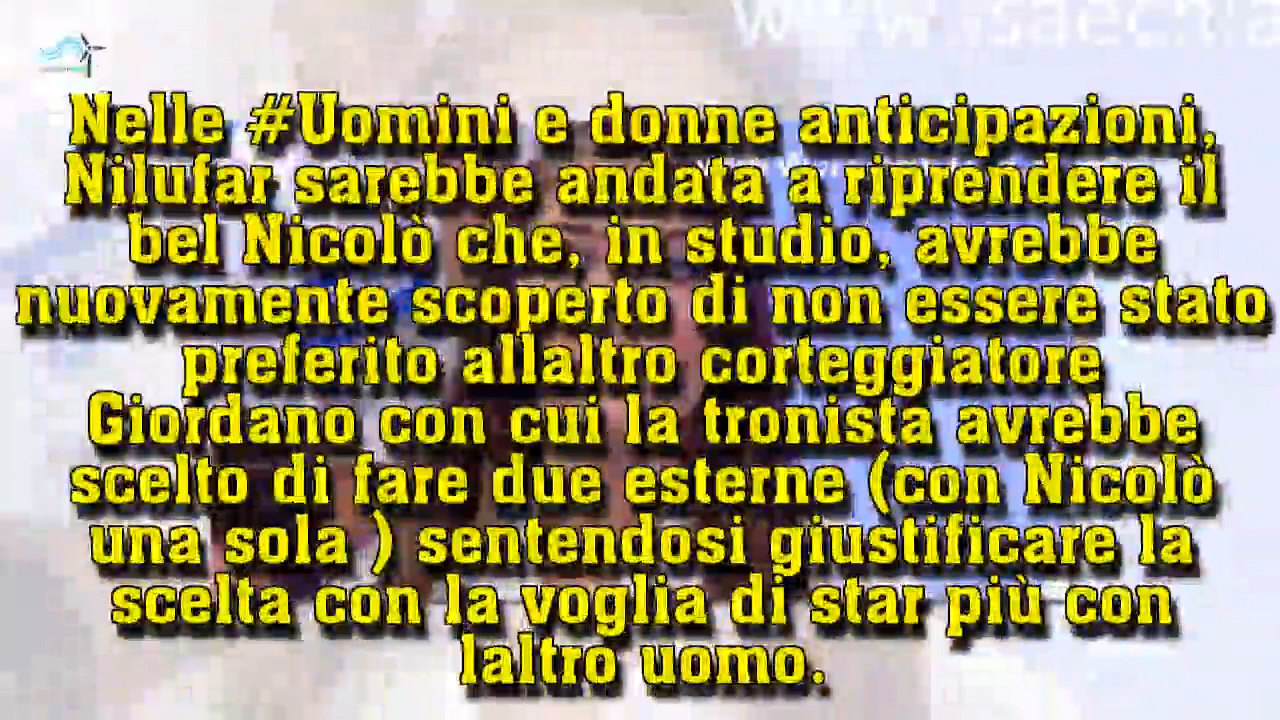 www.isaechia
Nelle #Uomini e donne anticipazioni,
Nilufar sarebbe andata a riprendere il
bel Nicolò che, in studio, avrebbe
nuovamente scoperto di non essere stato
preferito allaltro corteggiatore
Giordano con cui la tronista avrebbe
scelto di fare due esterne (con Nicolò
una sola ) sentendosi giustificare la
scelta con la voglia di star più con
laltro uomo.